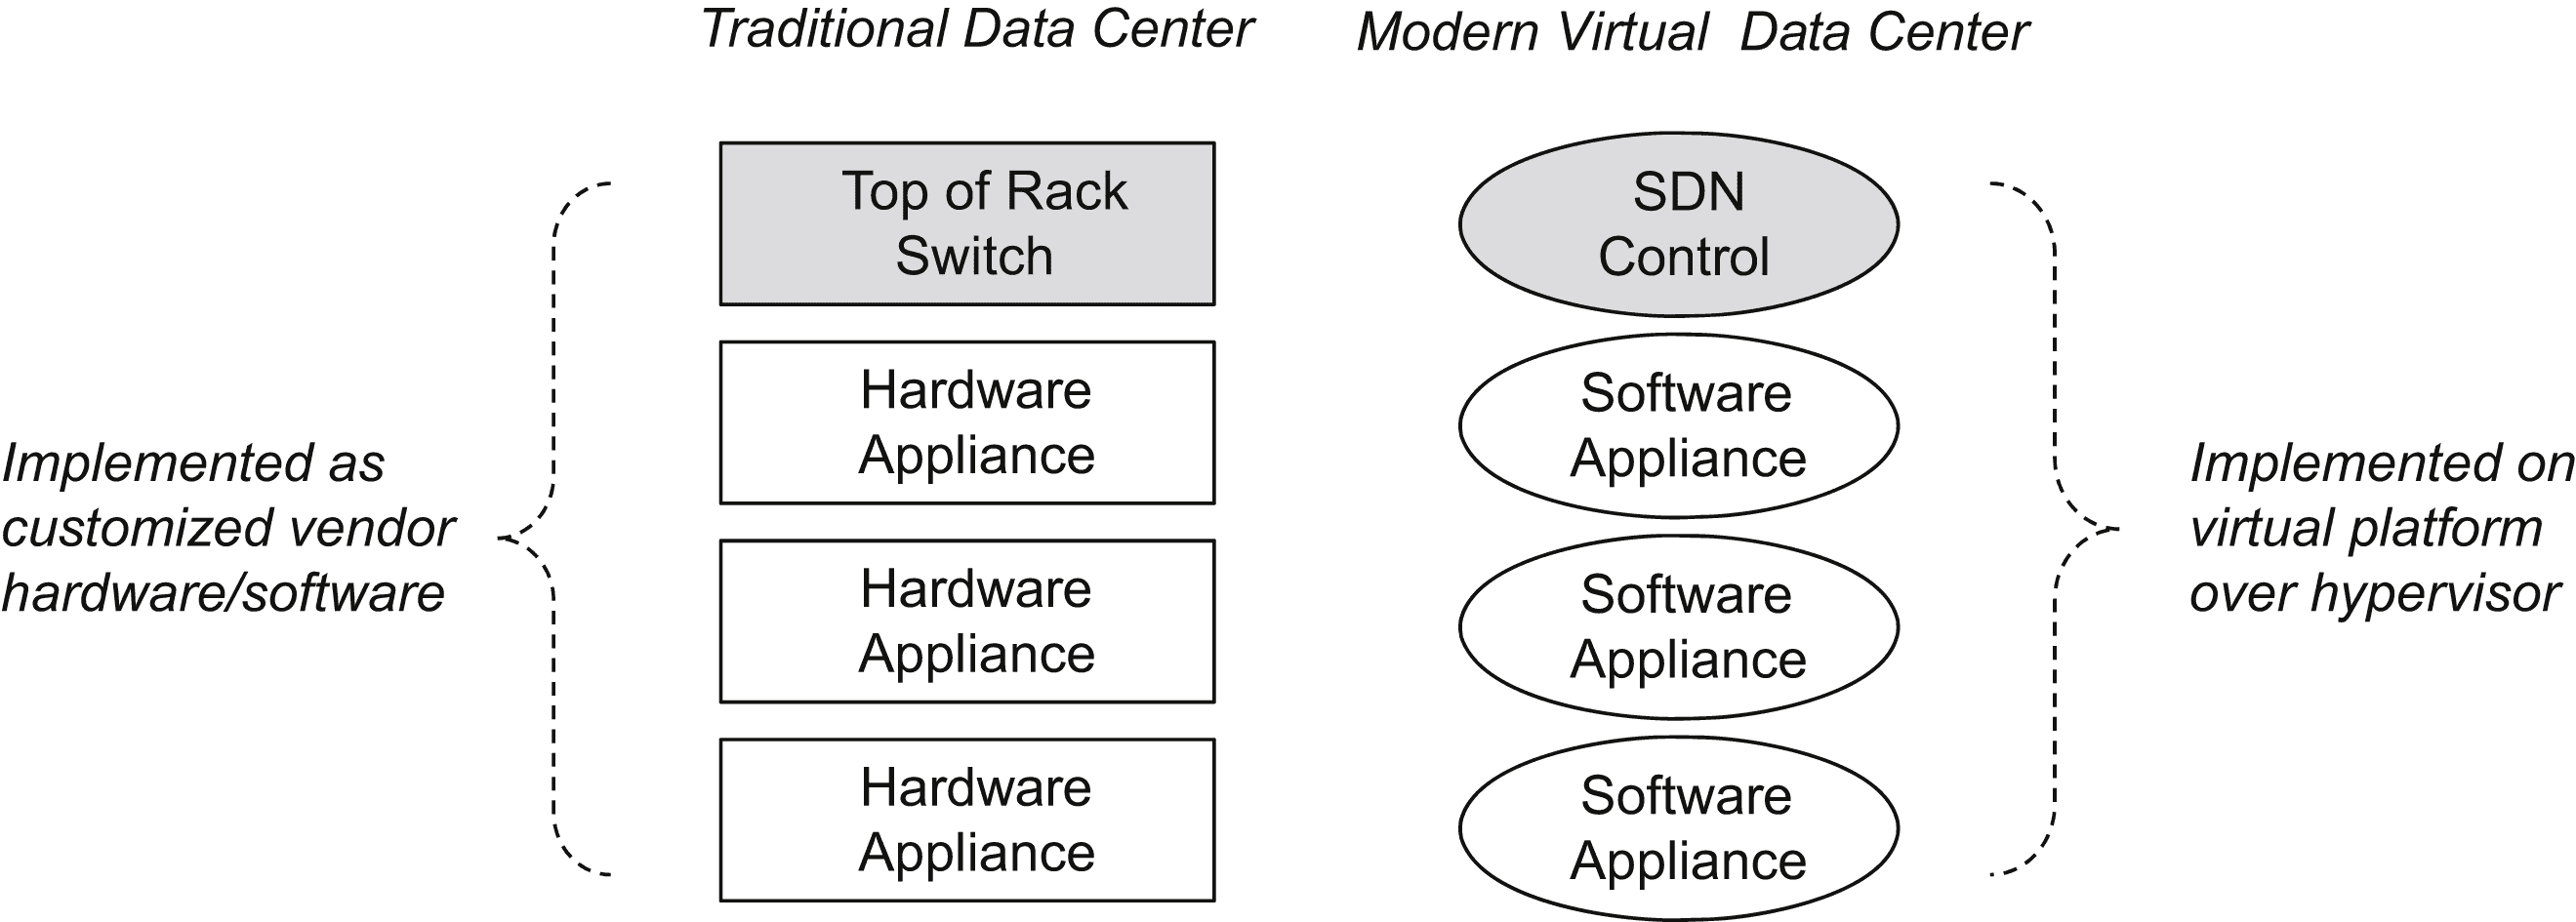 Traditional Data Center
Modern Virtual Data Center
Top of Rack
Switch
SDN
Control
Hardware
Appliance
Software
Appliance
Implemented as
customized vendor
hardware/software
Implemented on
virtual platform
over hypervisor
Hardware
Appliance
Software
Appliance
Hardware
Appliance
Software
Appliance